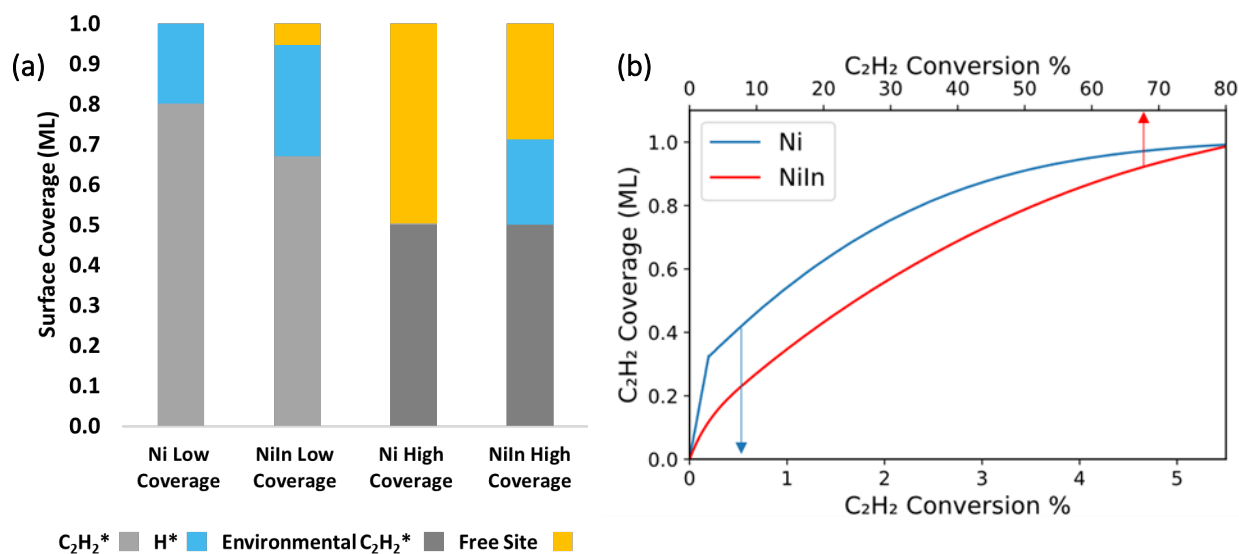 (a)
Surface Coverage (ML)
1.0
0.9
0.8
0.7
0.6
0.5
0.4
0.3
0.2
0.1
0.0
Ni Low
Coverage
NiIn Low
Coverage
Ni High
Coverage
NiIn High
Coverage
C₂H₂* H* Environmental C₂H₂* Free Site
(b)
C₂H₂ Conversion %
0 10 20 30 40 50 60 70 80
Ni
NiIn
C₂H₂ Coverage (ML)
1.0
0.8
0.6
0.4
0.2
0.0
0 1 2 3 4 5
C₂H₂ Conversion %